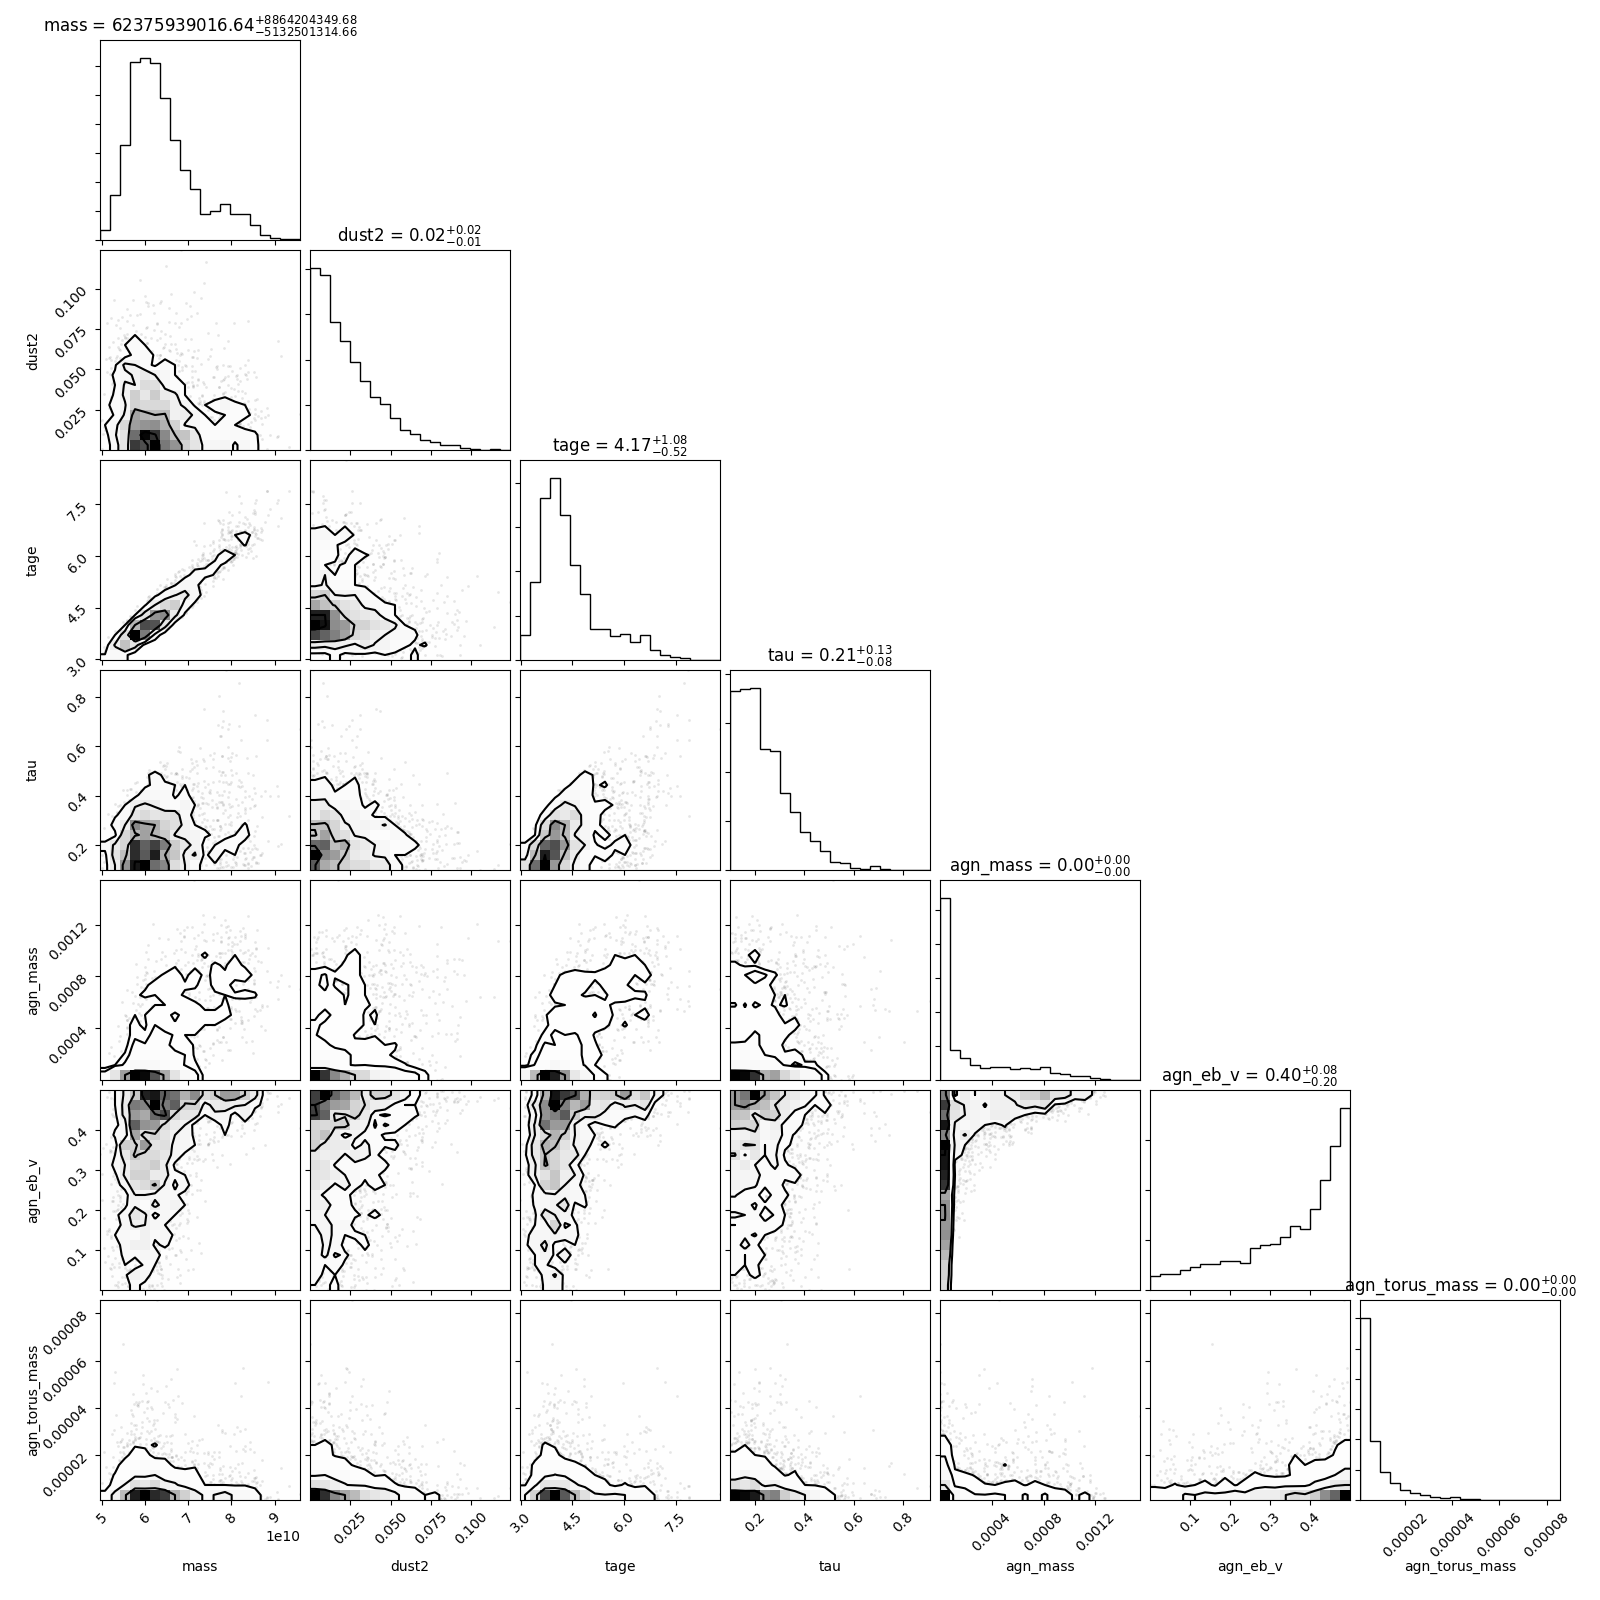 mass = 62375939016.64+8864204349.68 −5132501314.66
dust2 = 0.02+0.02 −0.01
0.100
0.075
0.050
0.025
dust2
tage = 4.17+1.08 −0.52
7.5
6.0
4.5
3.0
tage
tau = 0.21+0.13 −0.08
0.8
0.6
0.4
0.2
tau
agn_mass = 0.00+0.00 −0.00
0.0012
0.0008
0.0004
agn_mass
agn_eb_v = 0.40+0.08 −0.20
0.4
0.3
0.2
0.1
agn_eb_v
agn_torus_mass = 0.00+0.00 −0.00
0.00008
0.00006
0.00004
0.00002
agn_torus_mass
5 6 7 8 9
1e10
mass
0.025 0.050 0.075 0.100
dust2
3.0 4.5 6.0 7.5
tage
0.2 0.4 0.6 0.8
tau
0.0004 0.0008 0.0012
agn_mass
0.1 0.2 0.3 0.4
agn_eb_v
0.00002 0.00004 0.00006 0.00008
agn_torus_mass